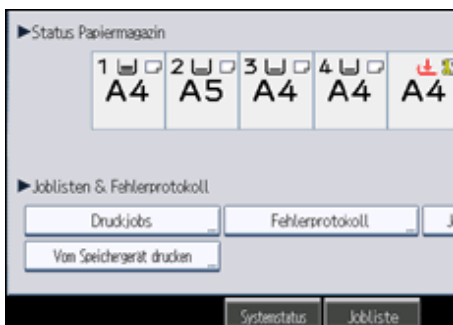 Status Papiermagazin
1 2 3 4
A4 A5 A4 A4 A4
Joblisten & Fehlerprotokoll
Druckjobs Fehlerprotokoll J
Vom Speichergerät drucken
Systemstatus Jobliste